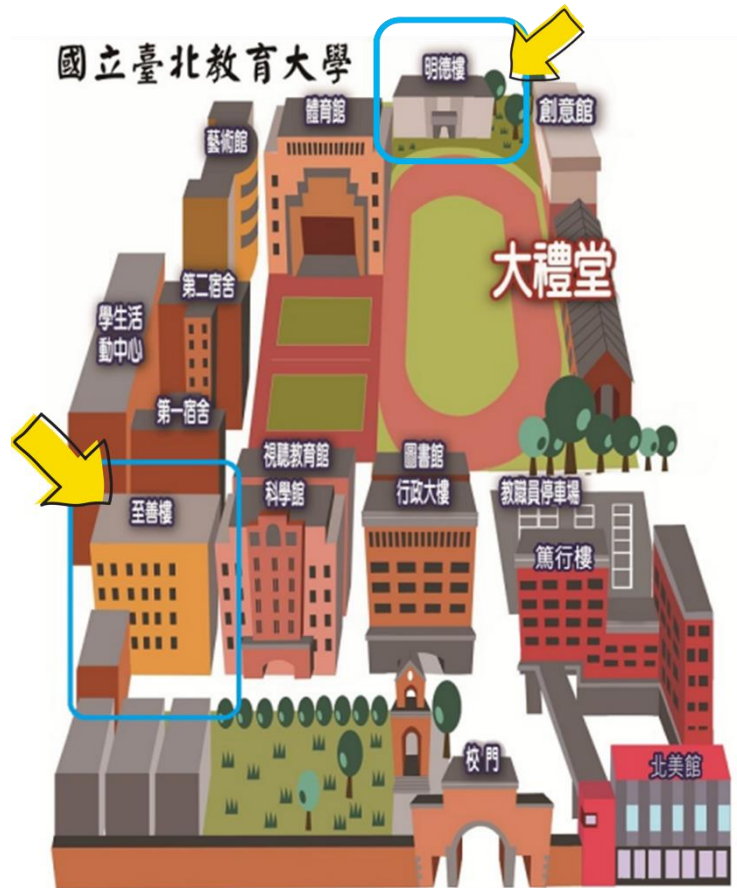 國立臺北教育大學
明德樓
體育館
創意館
藝術館
大禮堂
第二宿舍
學生活
動中心
第一宿舍
視聽教育館
圖書館
科學館
行政大樓
教職員停車場
至善樓
篤行樓
校門
北美館